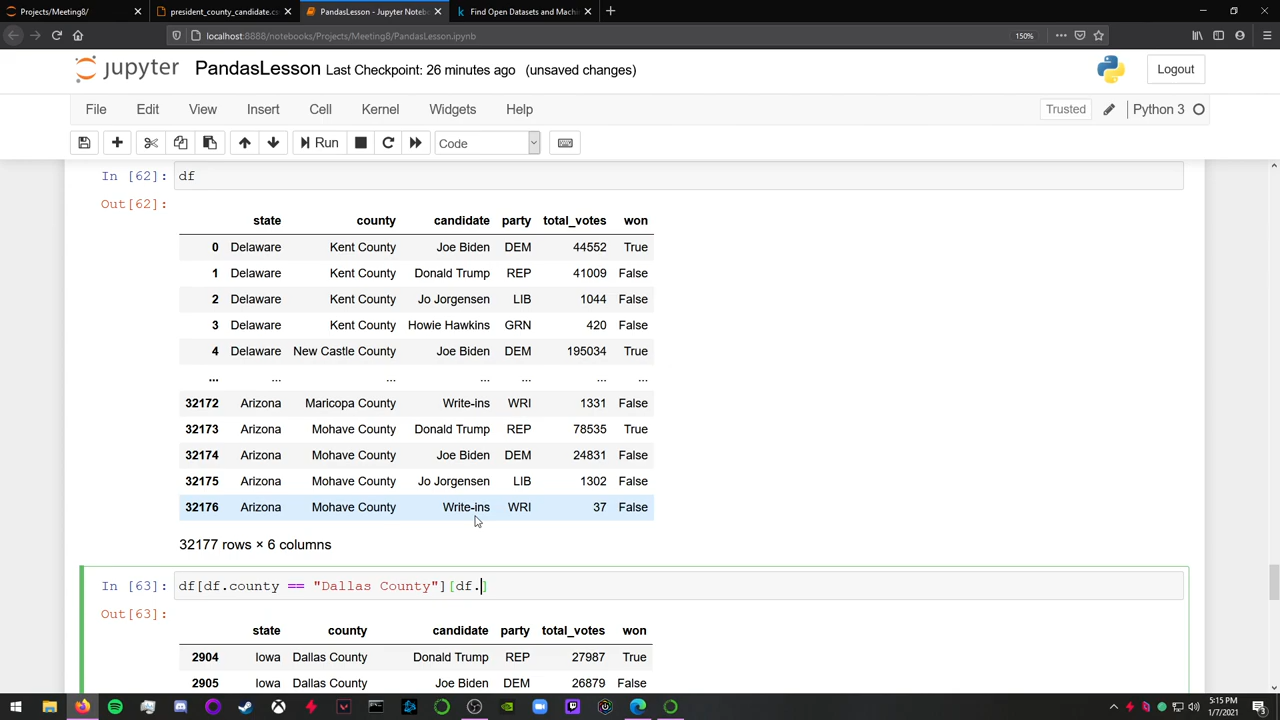 Projects/Meeting8/
president_county_candidate.cs
PandasLesson - Jupyter Noteb
Find Open Datasets and Machi
localhost:8888/notebooks/Projects/Meeting8/PandasLesson.ipynb
150%
jupyter PandasLesson Last Checkpoint: 26 minutes ago (unsaved changes)
Logout
File Edit View Insert Cell Kernel Widgets Help
Trusted
Python 3
Run
Code
In [62]: df
Out[62]:
state county candidate party total_votes won
0 Delaware Kent County Joe Biden DEM 44552 True
1 Delaware Kent County Donald Trump REP 41009 False
2 Delaware Kent County Jo Jorgensen LIB 1044 False
3 Delaware Kent County Howie Hawkins GRN 420 False
4 Delaware New Castle County Joe Biden DEM 195034 True
... ... ... ... ... ... ...
32172 Arizona Maricopa County Write-ins WRI 1331 False
32173 Arizona Mohave County Donald Trump REP 78535 True
32174 Arizona Mohave County Joe Biden DEM 24831 False
32175 Arizona Mohave County Jo Jorgensen LIB 1302 False
32176 Arizona Mohave County Write-ins WRI 37 False
32177 rows × 6 columns
In [63]: df[df.county == "Dallas County"][df.]
Out[63]:
state county candidate party total_votes won
2904 Iowa Dallas County Donald Trump REP 27987 True
2905 Iowa Dallas County Joe Biden DEM 26879 False
5:15 PM
1/7/2021